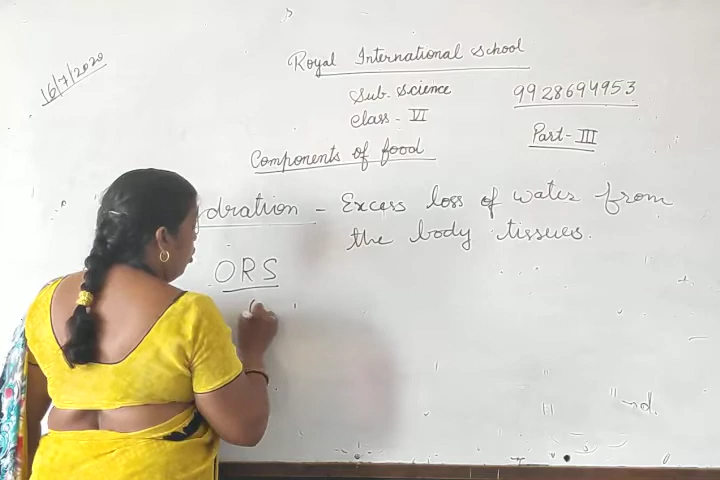 16/7/2020
Royal International School
Sub. Science
9928694953
Class - VI
Part - III
Components of food
dration - Excess loss of water from
the body tissues.
ORS